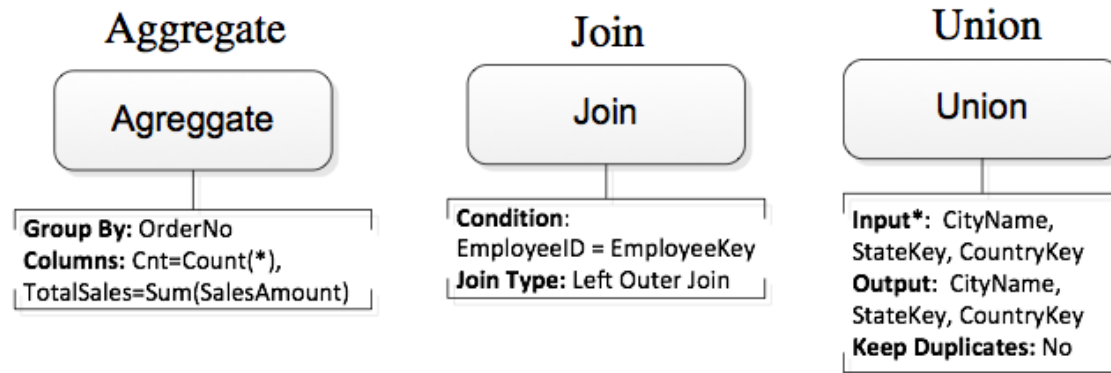 Aggregate
Agreggate
Group By: OrderNo
Columns: Cnt=Count(*),
TotalSales=Sum(SalesAmount)
Join
Join
Condition:
EmployeeID = EmployeeKey
Join Type: Left Outer Join
Union
Union
Input*: CityName,
StateKey, CountryKey
Output: CityName,
StateKey, CountryKey
Keep Duplicates: No